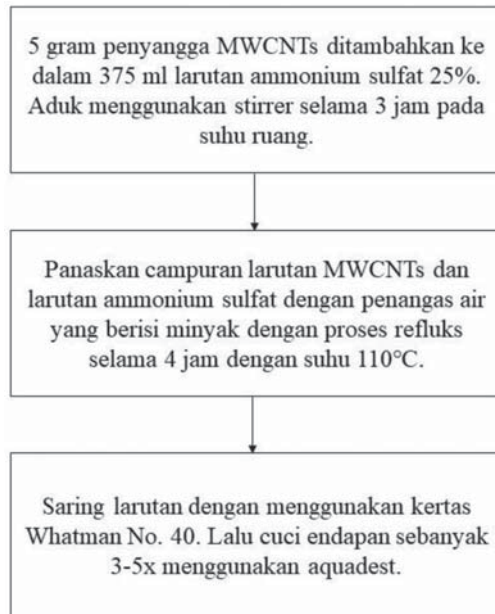 5 gram penyangga MWCNTs ditambahkan ke
dalam 375 ml larutan ammonium sulfat 25%.
Aduk menggunakan stirrer selama 3 jam pada
suhu ruang.
Panaskan campuran larutan MWCNTs dan
larutan ammonium sulfat dengan penangas air
yang berisi minyak dengan proses refluks
selama 4 jam dengan suhu 110°C.
Saring larutan dengan menggunakan kertas
Whatman No. 40. Lalu cuci endapan sebanyak
3-5x menggunakan aquadest.